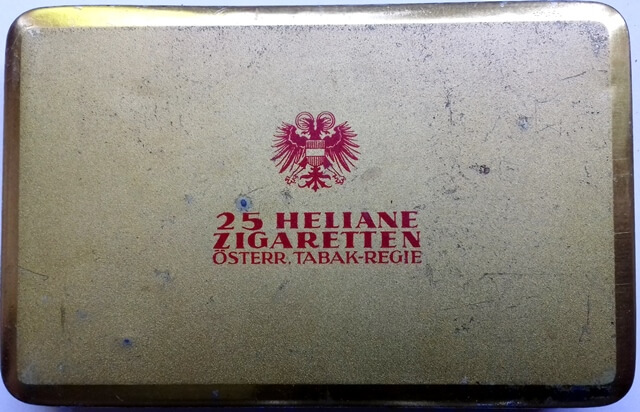 25 HELIANE
ZIGARETTEN
ÖSTERR. TABAK-REGIE